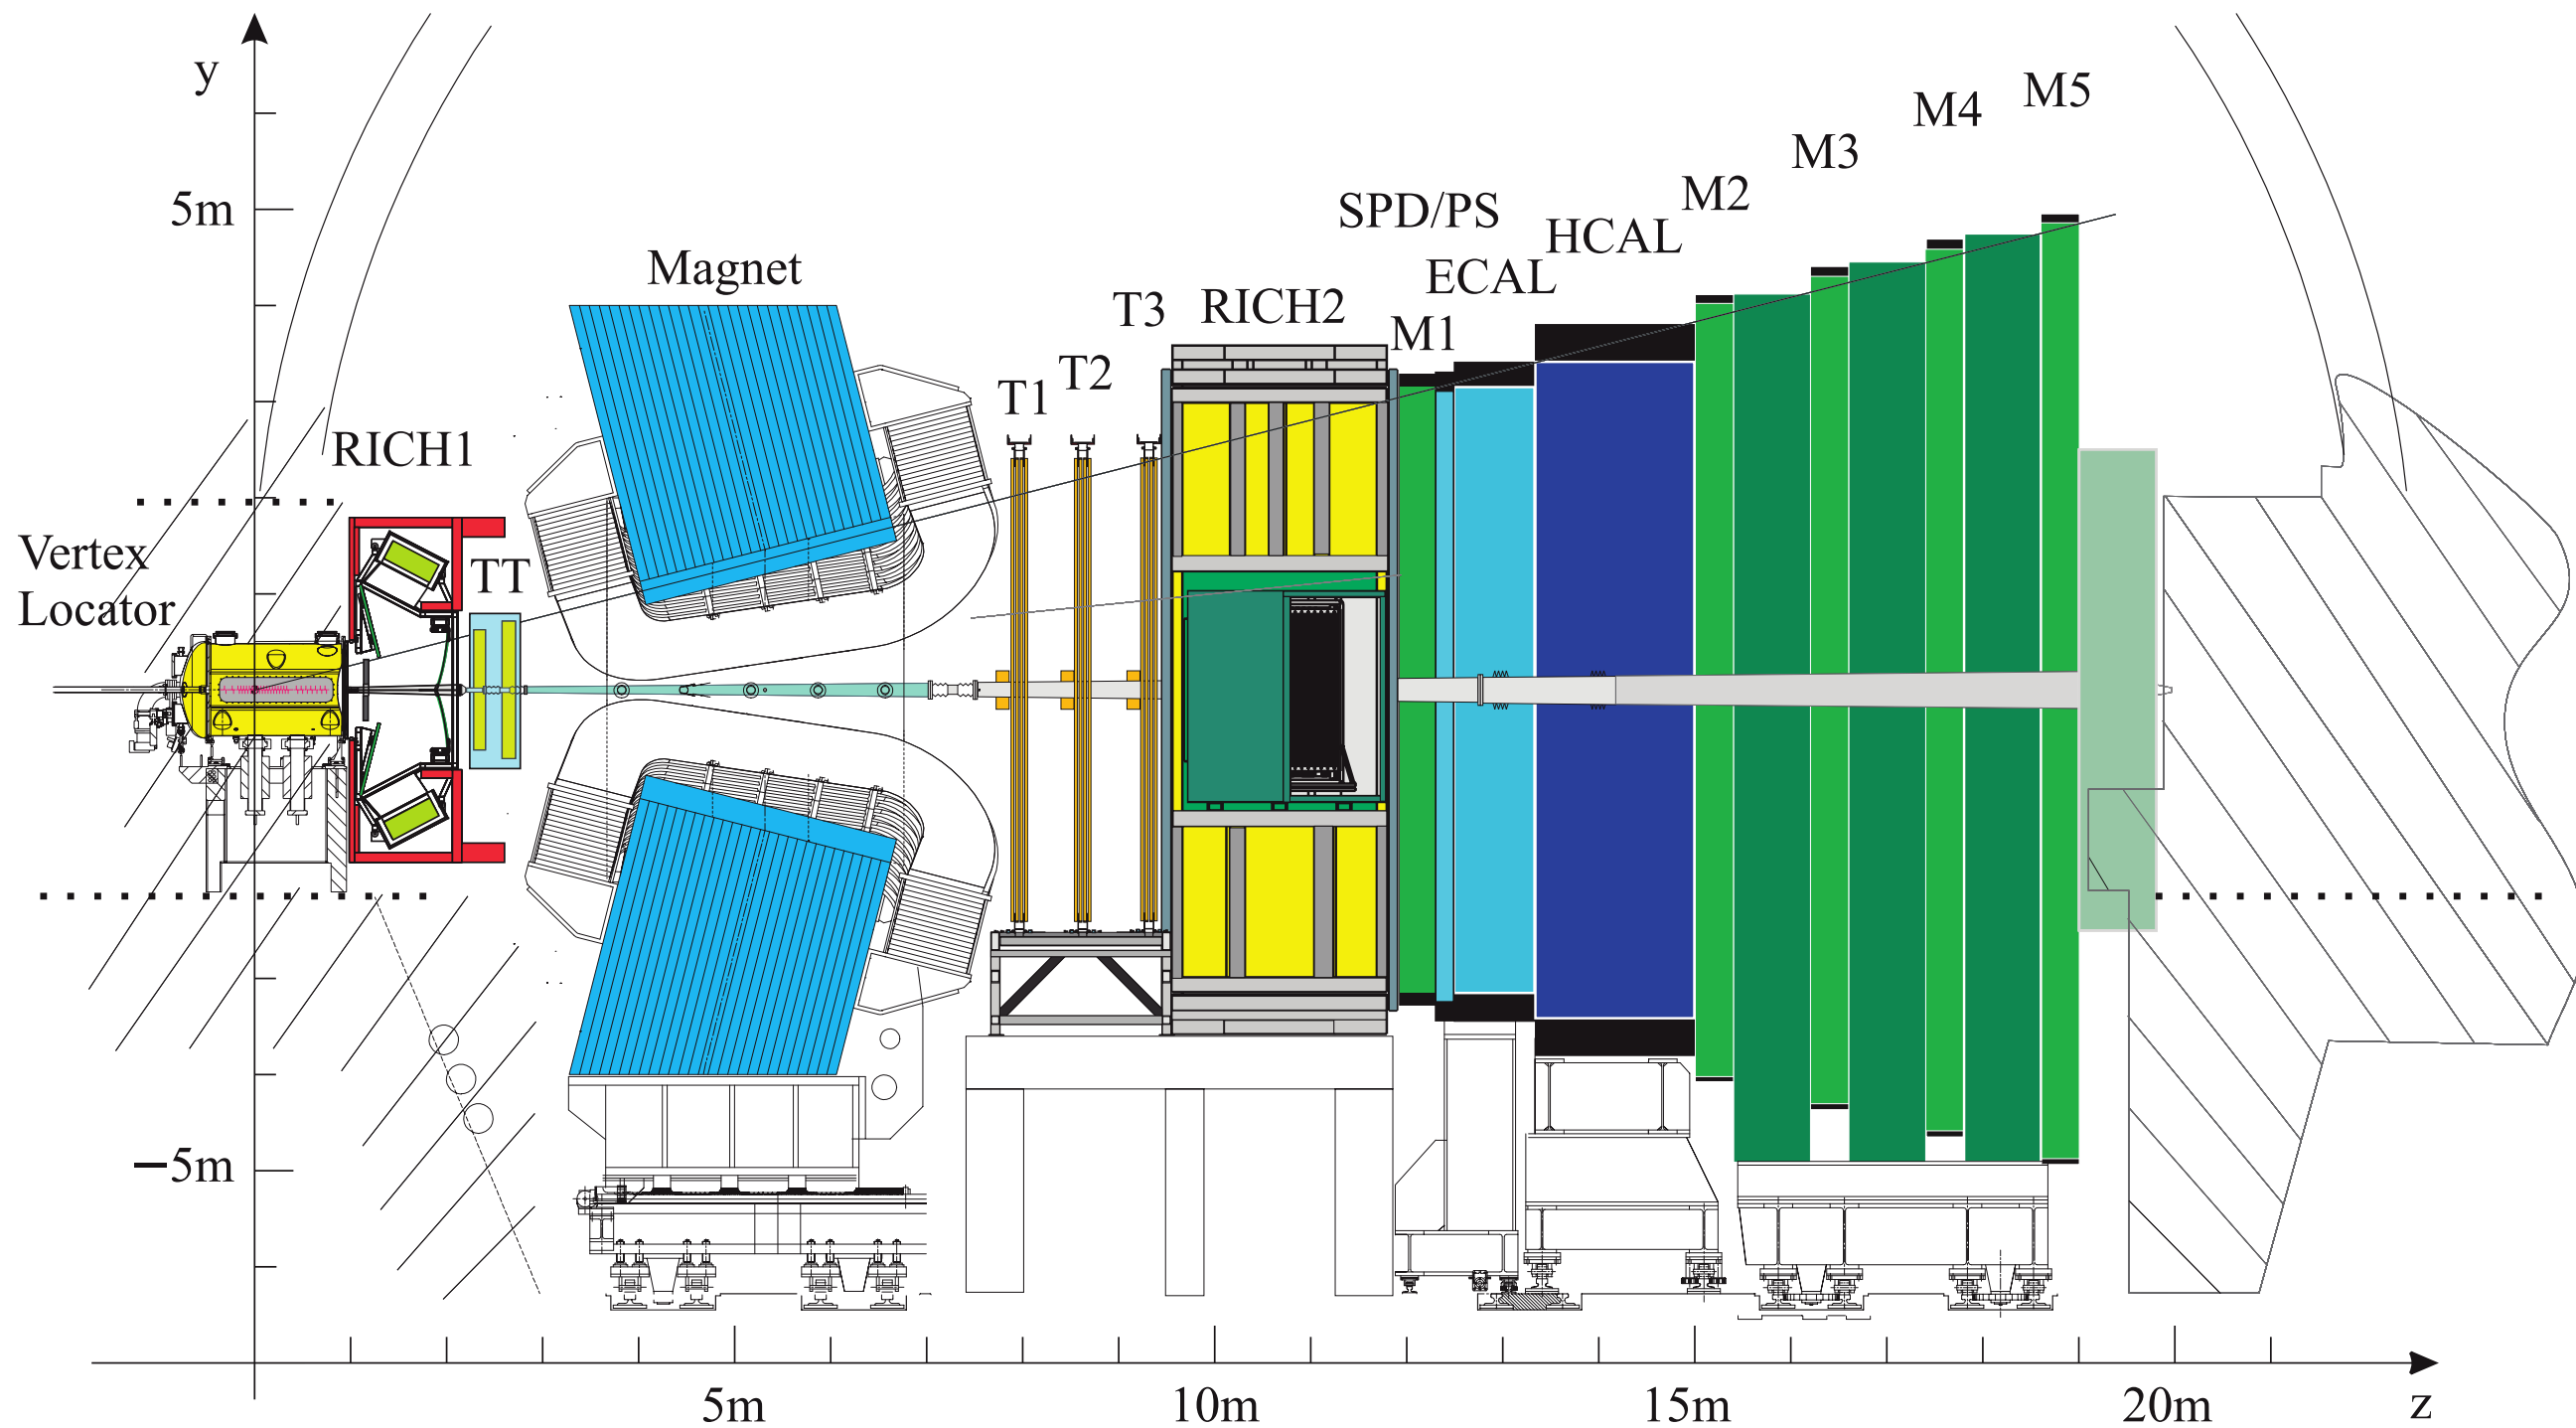 y
5m
Vertex
Locator
RICH1
TT
Magnet
T1
T2
T3
RICH2
M1
SPD/PS
ECAL
HCAL
M2
M3
M4
M5
−5m
5m
10m
15m
20m
z